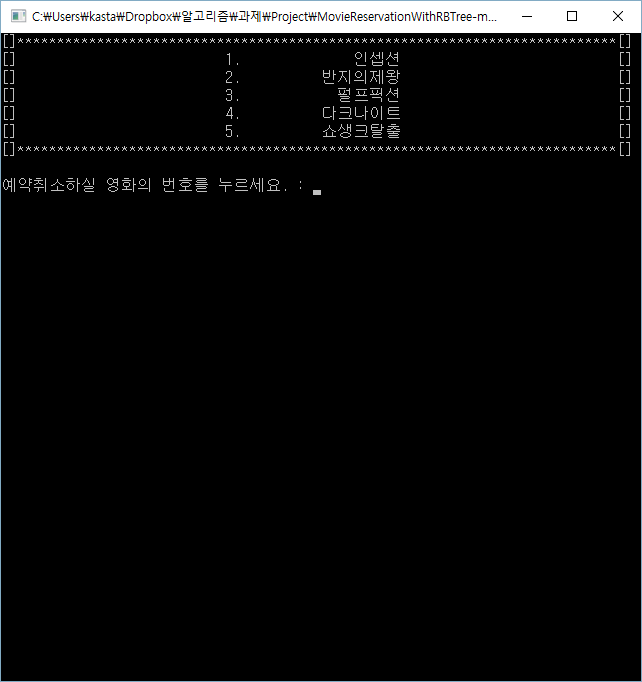 C:₩Users₩kasta₩Dropbox₩알고리즘₩과제₩Project₩MovieReservationWithRBTree-m...
[]***************************************************************************[]
[] 1. 인셉션 []
[] 2. 반지의제왕 []
[] 3. 펄프픽션 []
[] 4. 다크나이트 []
[] 5. 쇼생크탈출 []
[]***************************************************************************[]
예약취소하실 영화의 번호를 누르세요. :